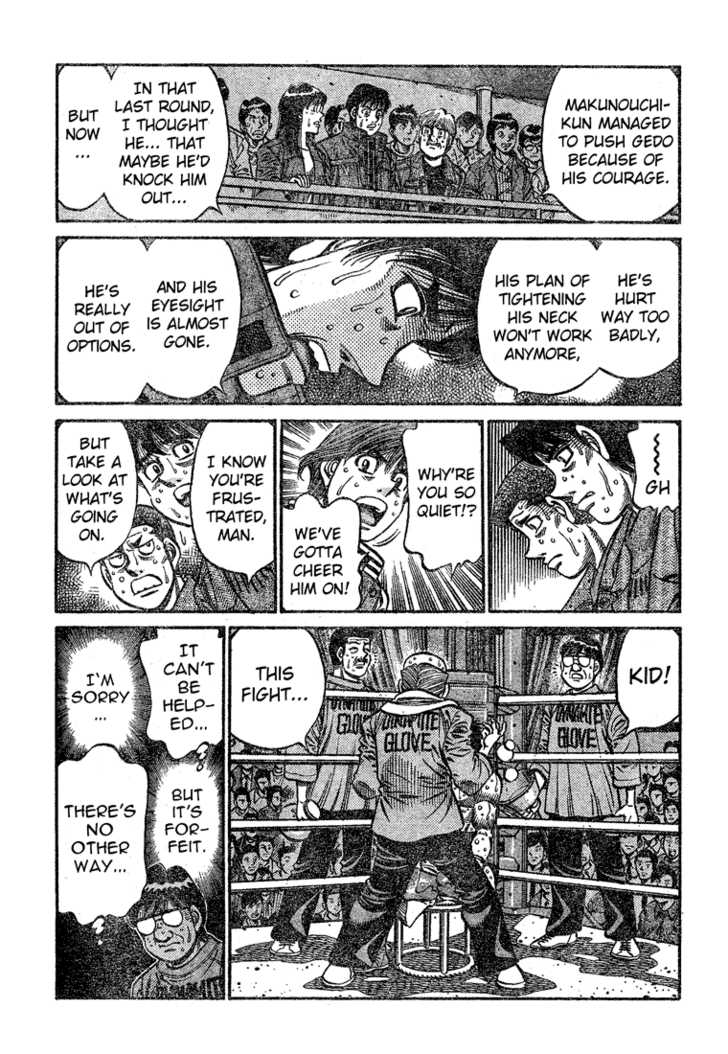 MAKUNOUCHI-
KUN MANAGED
TO PUSH GEDO
BECAUSE OF
HIS COURAGE.
IN THAT
LAST ROUND,
I THOUGHT
HE... THAT
MAYBE HE'D
KNOCK HIM
OUT...
BUT
NOW
...
HE'S
HURT
WAY TOO
BADLY,
HIS PLAN OF
TIGHTENING
HIS NECK
WON'T WORK
ANYMORE,
AND HIS
EYESIGHT
IS ALMOST
GONE.
HE'S
REALLY
OUT OF
OPTIONS.
GH
WHY'RE
YOU SO
QUIET!?
WE'VE
GOTTA
CHEER
HIM ON!
I KNOW
YOU'RE
FRUS-
TRATED,
MAN.
BUT
TAKE A
LOOK AT
WHAT'S
GOING
ON.
KID!
THIS
FIGHT...
DYNAMITE
GLOVE
DYNAMITE
GLOVE
DYNAMITE
GLOVE
IT
CAN'T
BE
HELP-
ED...
I'M
SORRY
...
BUT
IT'S
FOR-
FEIT.
THERE'S
NO
OTHER
WAY...